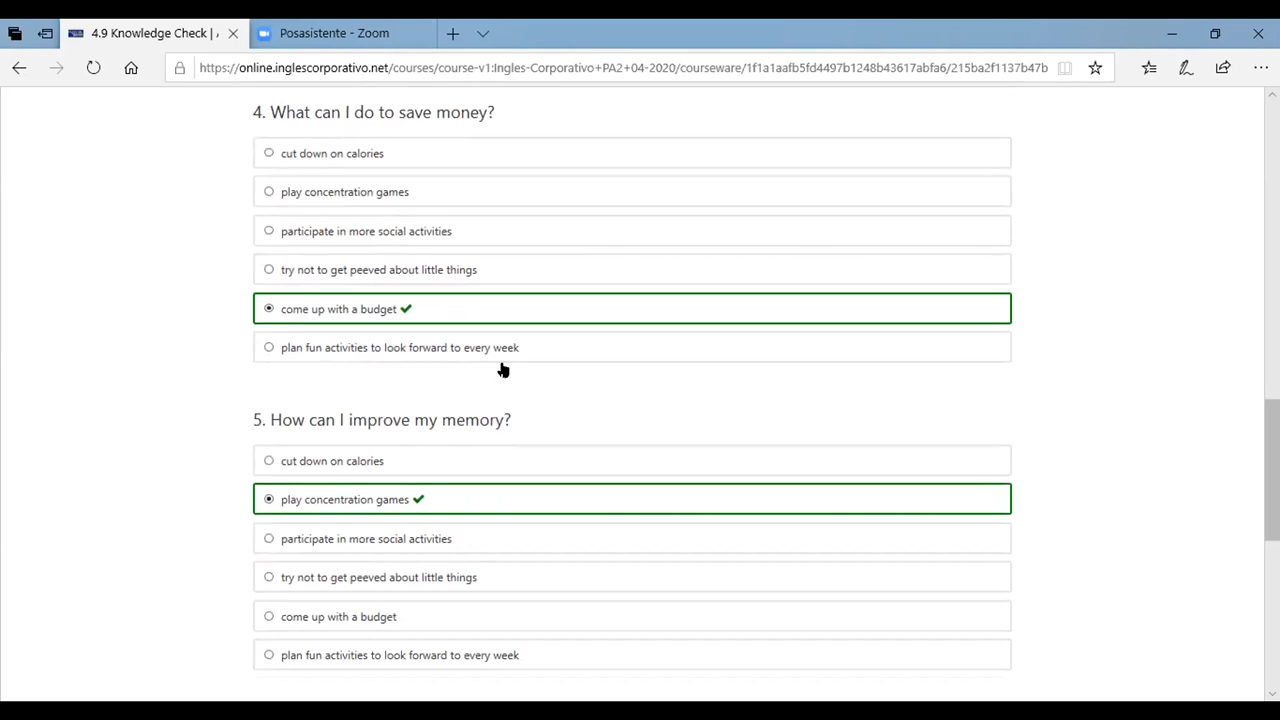 4.9 Knowledge Check | A
Posasistente - Zoom
https://online.inglescorporativo.net/courses/course-v1:Ingles-Corporativo+PA2+04-2020/courseware/1f1a1aafb5fd4497b1248b43617abfa6/215ba2f1137b47b
4. What can I do to save money?
cut down on calories
play concentration games
participate in more social activities
try not to get peeved about little things
come up with a budget
plan fun activities to look forward to every week
5. How can I improve my memory?
cut down on calories
play concentration games
participate in more social activities
try not to get peeved about little things
come up with a budget
plan fun activities to look forward to every week